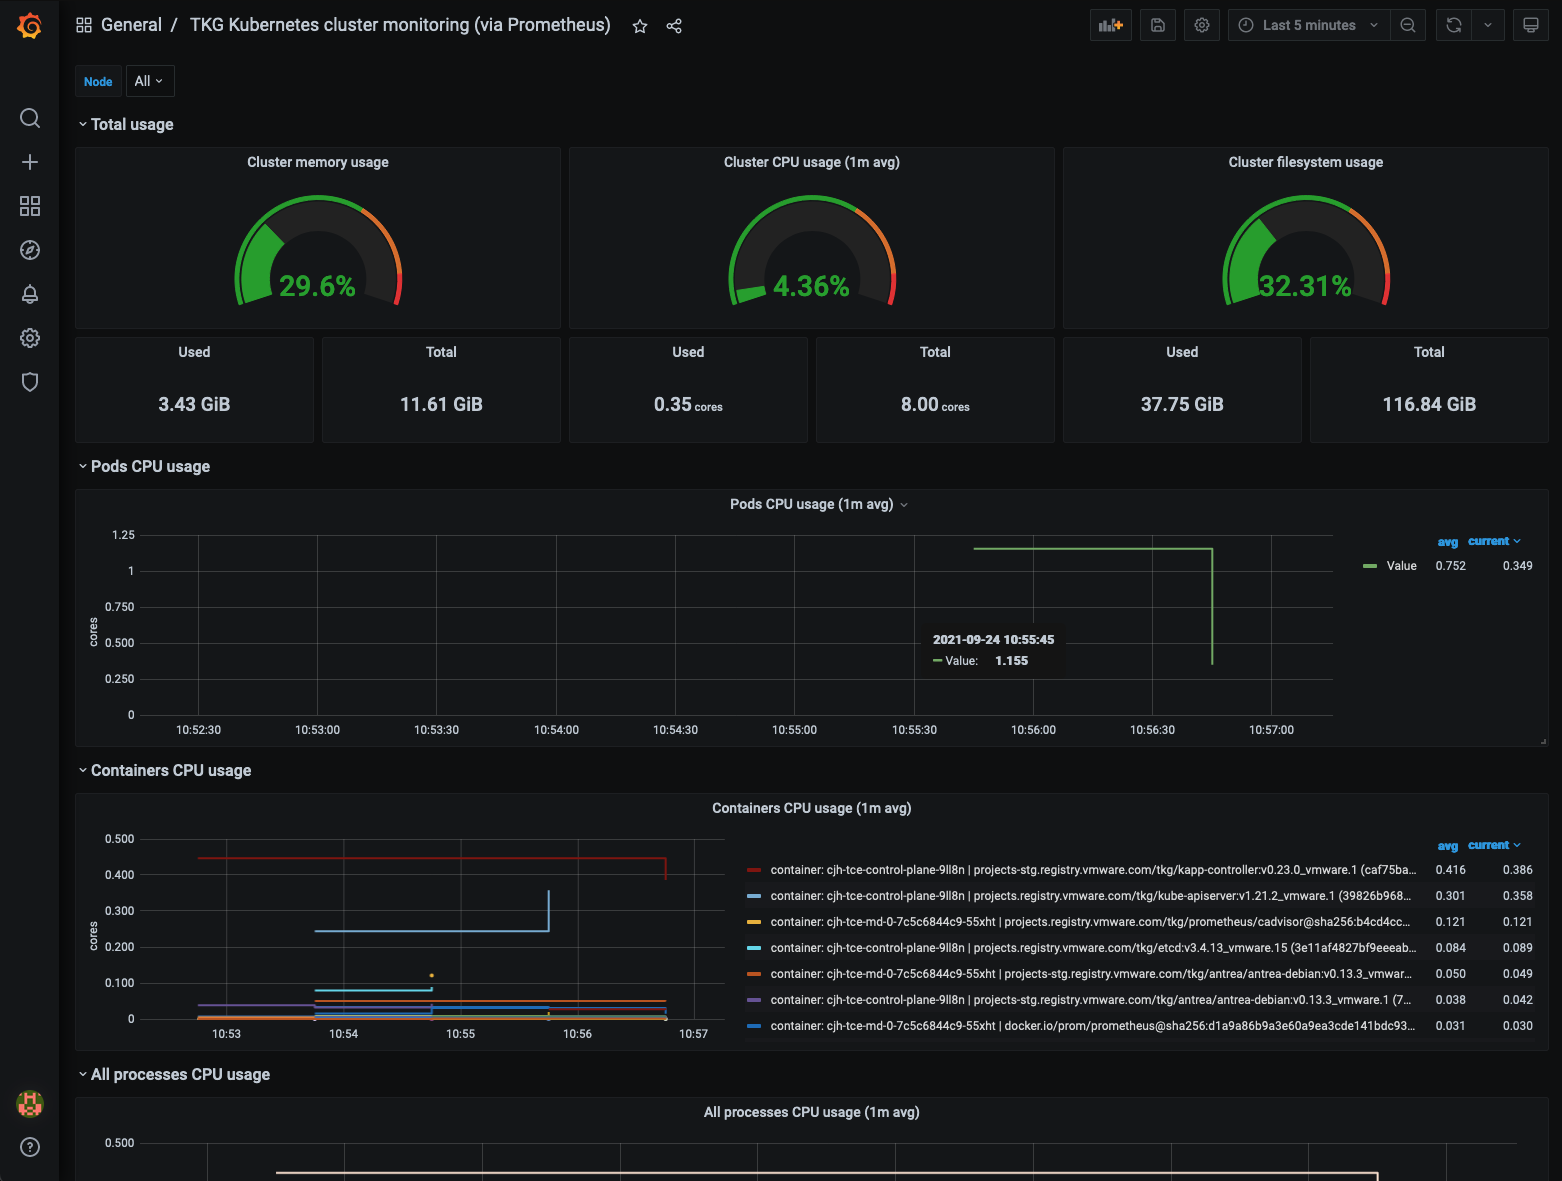 General / TKG Kubernetes cluster monitoring (via Prometheus)
Last 5 minutes
Node All
Total usage
Cluster memory usage
29.6%
Cluster CPU usage (1m avg)
4.36%
Cluster filesystem usage
32.31%
Used
3.43 GiB
Total
11.61 GiB
Used
0.35 cores
Total
8.00 cores
Used
37.75 GiB
Total
116.84 GiB
Pods CPU usage
Pods CPU usage (1m avg)
cores
1.25
1
0.750
0.500
0.250
0
10:52:30 10:53:00 10:53:30 10:54:00 10:54:30 10:55:00 10:55:30 10:56:00 10:56:30 10:57:00
2021-09-24 10:55:45
Value: 1.155
avg current
Value 0.752 0.349
Containers CPU usage
Containers CPU usage (1m avg)
cores
0.500
0.400
0.300
0.200
0.100
0
10:53 10:54 10:55 10:56 10:57
avg current
container: cjh-tce-control-plane-9ll8n | projects-stg.registry.vmware.com/tkg/kapp-controller:v0.23.0_vmware.1 (caf75ba... 0.416 0.386
container: cjh-tce-control-plane-9ll8n | projects.registry.vmware.com/tkg/kube-apiserver:v1.21.2_vmware.1 (39826b968... 0.301 0.358
container: cjh-tce-md-0-7c5c6844c9-55xht | projects.registry.vmware.com/tkg/prometheus/cadvisor@sha256:b4cd4cc... 0.121 0.121
container: cjh-tce-control-plane-9ll8n | projects.registry.vmware.com/tkg/etcd:v3.4.13_vmware.15 (3e11af4827bf9eeeab... 0.084 0.089
container: cjh-tce-md-0-7c5c6844c9-55xht | projects-stg.registry.vmware.com/tkg/antrea/antrea-debian:v0.13.3_vmwar... 0.050 0.049
container: cjh-tce-control-plane-9ll8n | projects-stg.registry.vmware.com/tkg/antrea/antrea-debian:v0.13.3_vmware.1 (7... 0.038 0.042
container: cjh-tce-md-0-7c5c6844c9-55xht | docker.io/prom/prometheus@sha256:d1a9a86b9a3e60a9ea3cde141bdc93... 0.031 0.030
All processes CPU usage
All processes CPU usage (1m avg)
0.500